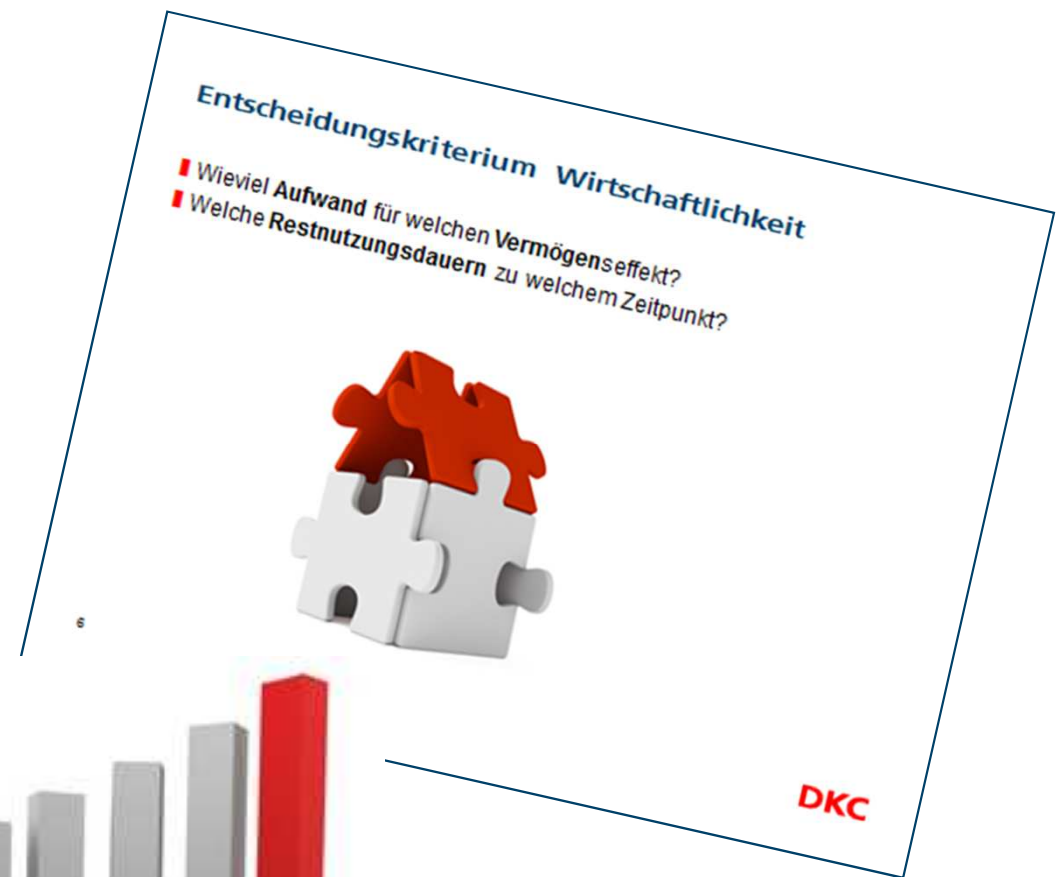 Entscheidungskriterium Wirtschaftlichkeit
Wieviel Aufwand für welchen Vermögenseffekt?
Welche Restnutzungsdauern zu welchem Zeitpunkt?
6
DKC